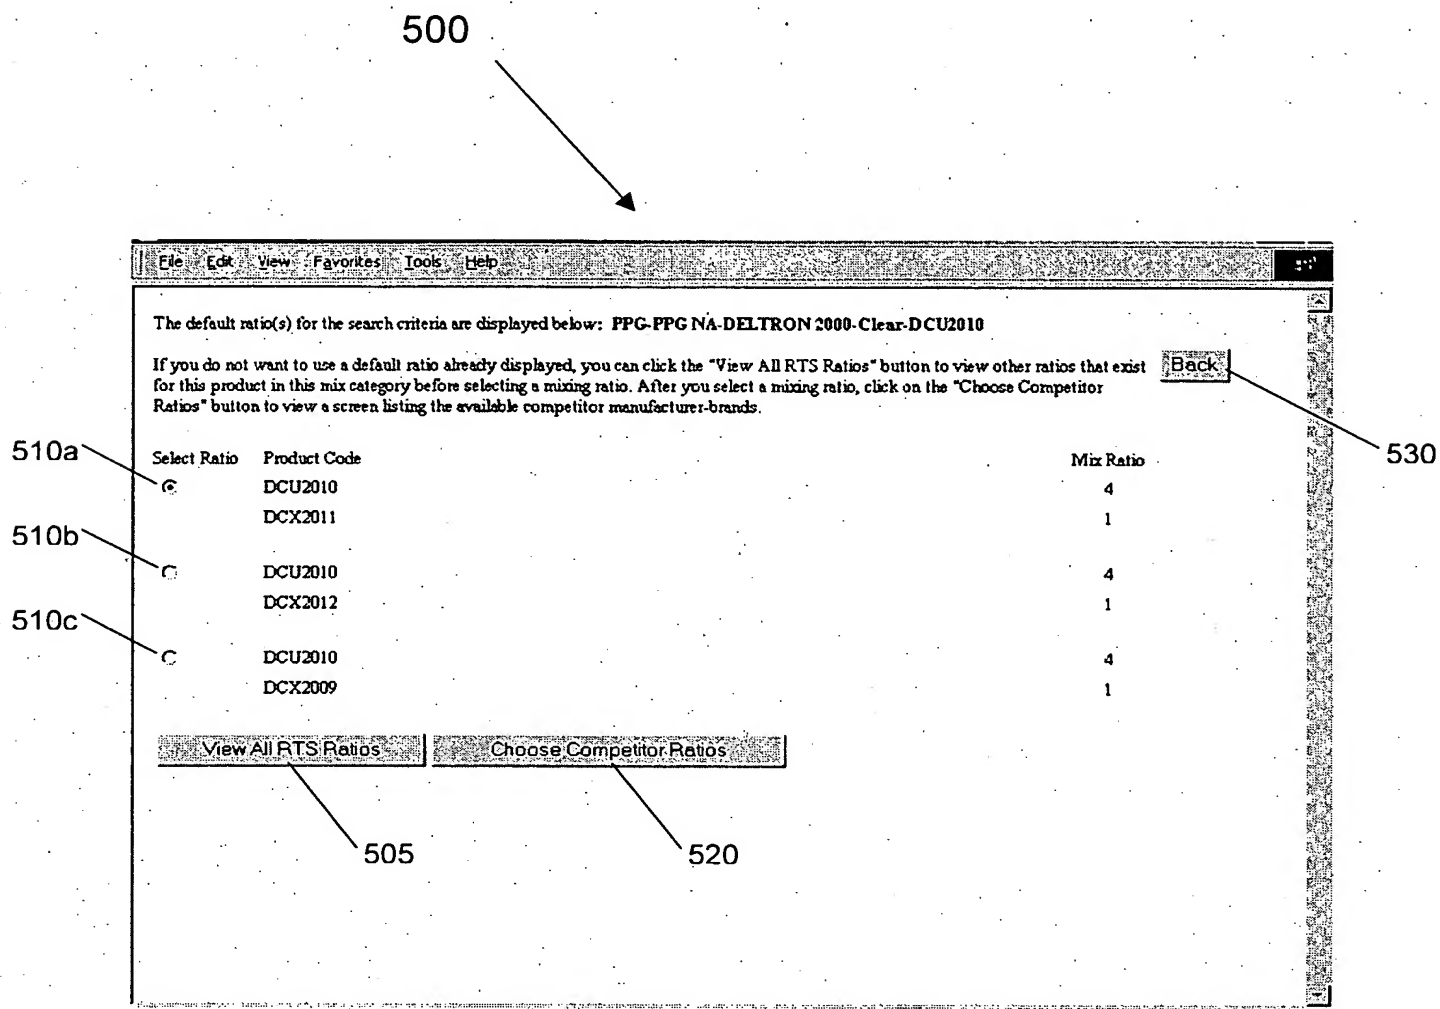 500
File Edit View Favorites Tools Help
The default ratio(s) for the search criteria are displayed below: PPG-PPG NA-DELTRON 2000-Clear-DCU2010
If you do not want to use a default ratio already displayed, you can click the "View All RTS Ratios" button to view other ratios that exist
for this product in this mix category before selecting a mixing ratio. After you select a mixing ratio, click on the "Choose Competitor
Ratios" button to view a screen listing the available competitor manufacturer-brands.
Back
530
510a
Select Ratio Product Code Mix Ratio
DCU2010 4
DCX2011 1
510b
DCU2010 4
DCX2012 1
510c
DCU2010 4
DCX2009 1
View All RTS Ratios Choose Competitor Ratios
505 520